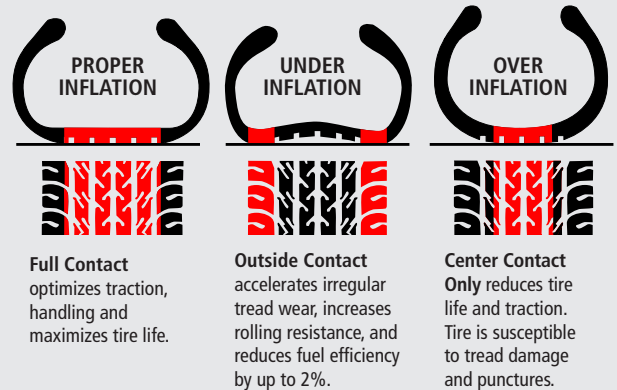 PROPER
INFLATION
UNDER
INFLATION
OVER
INFLATION
Full Contact
optimizes traction,
handling and
maximizes tire life.
Outside Contact
accelerates irregular
tread wear, increases
rolling resistance, and
reduces fuel efficiency
by up to 2%.
Center Contact
Only reduces tire
life and traction.
Tire is susceptible
to tread damage
and punctures.